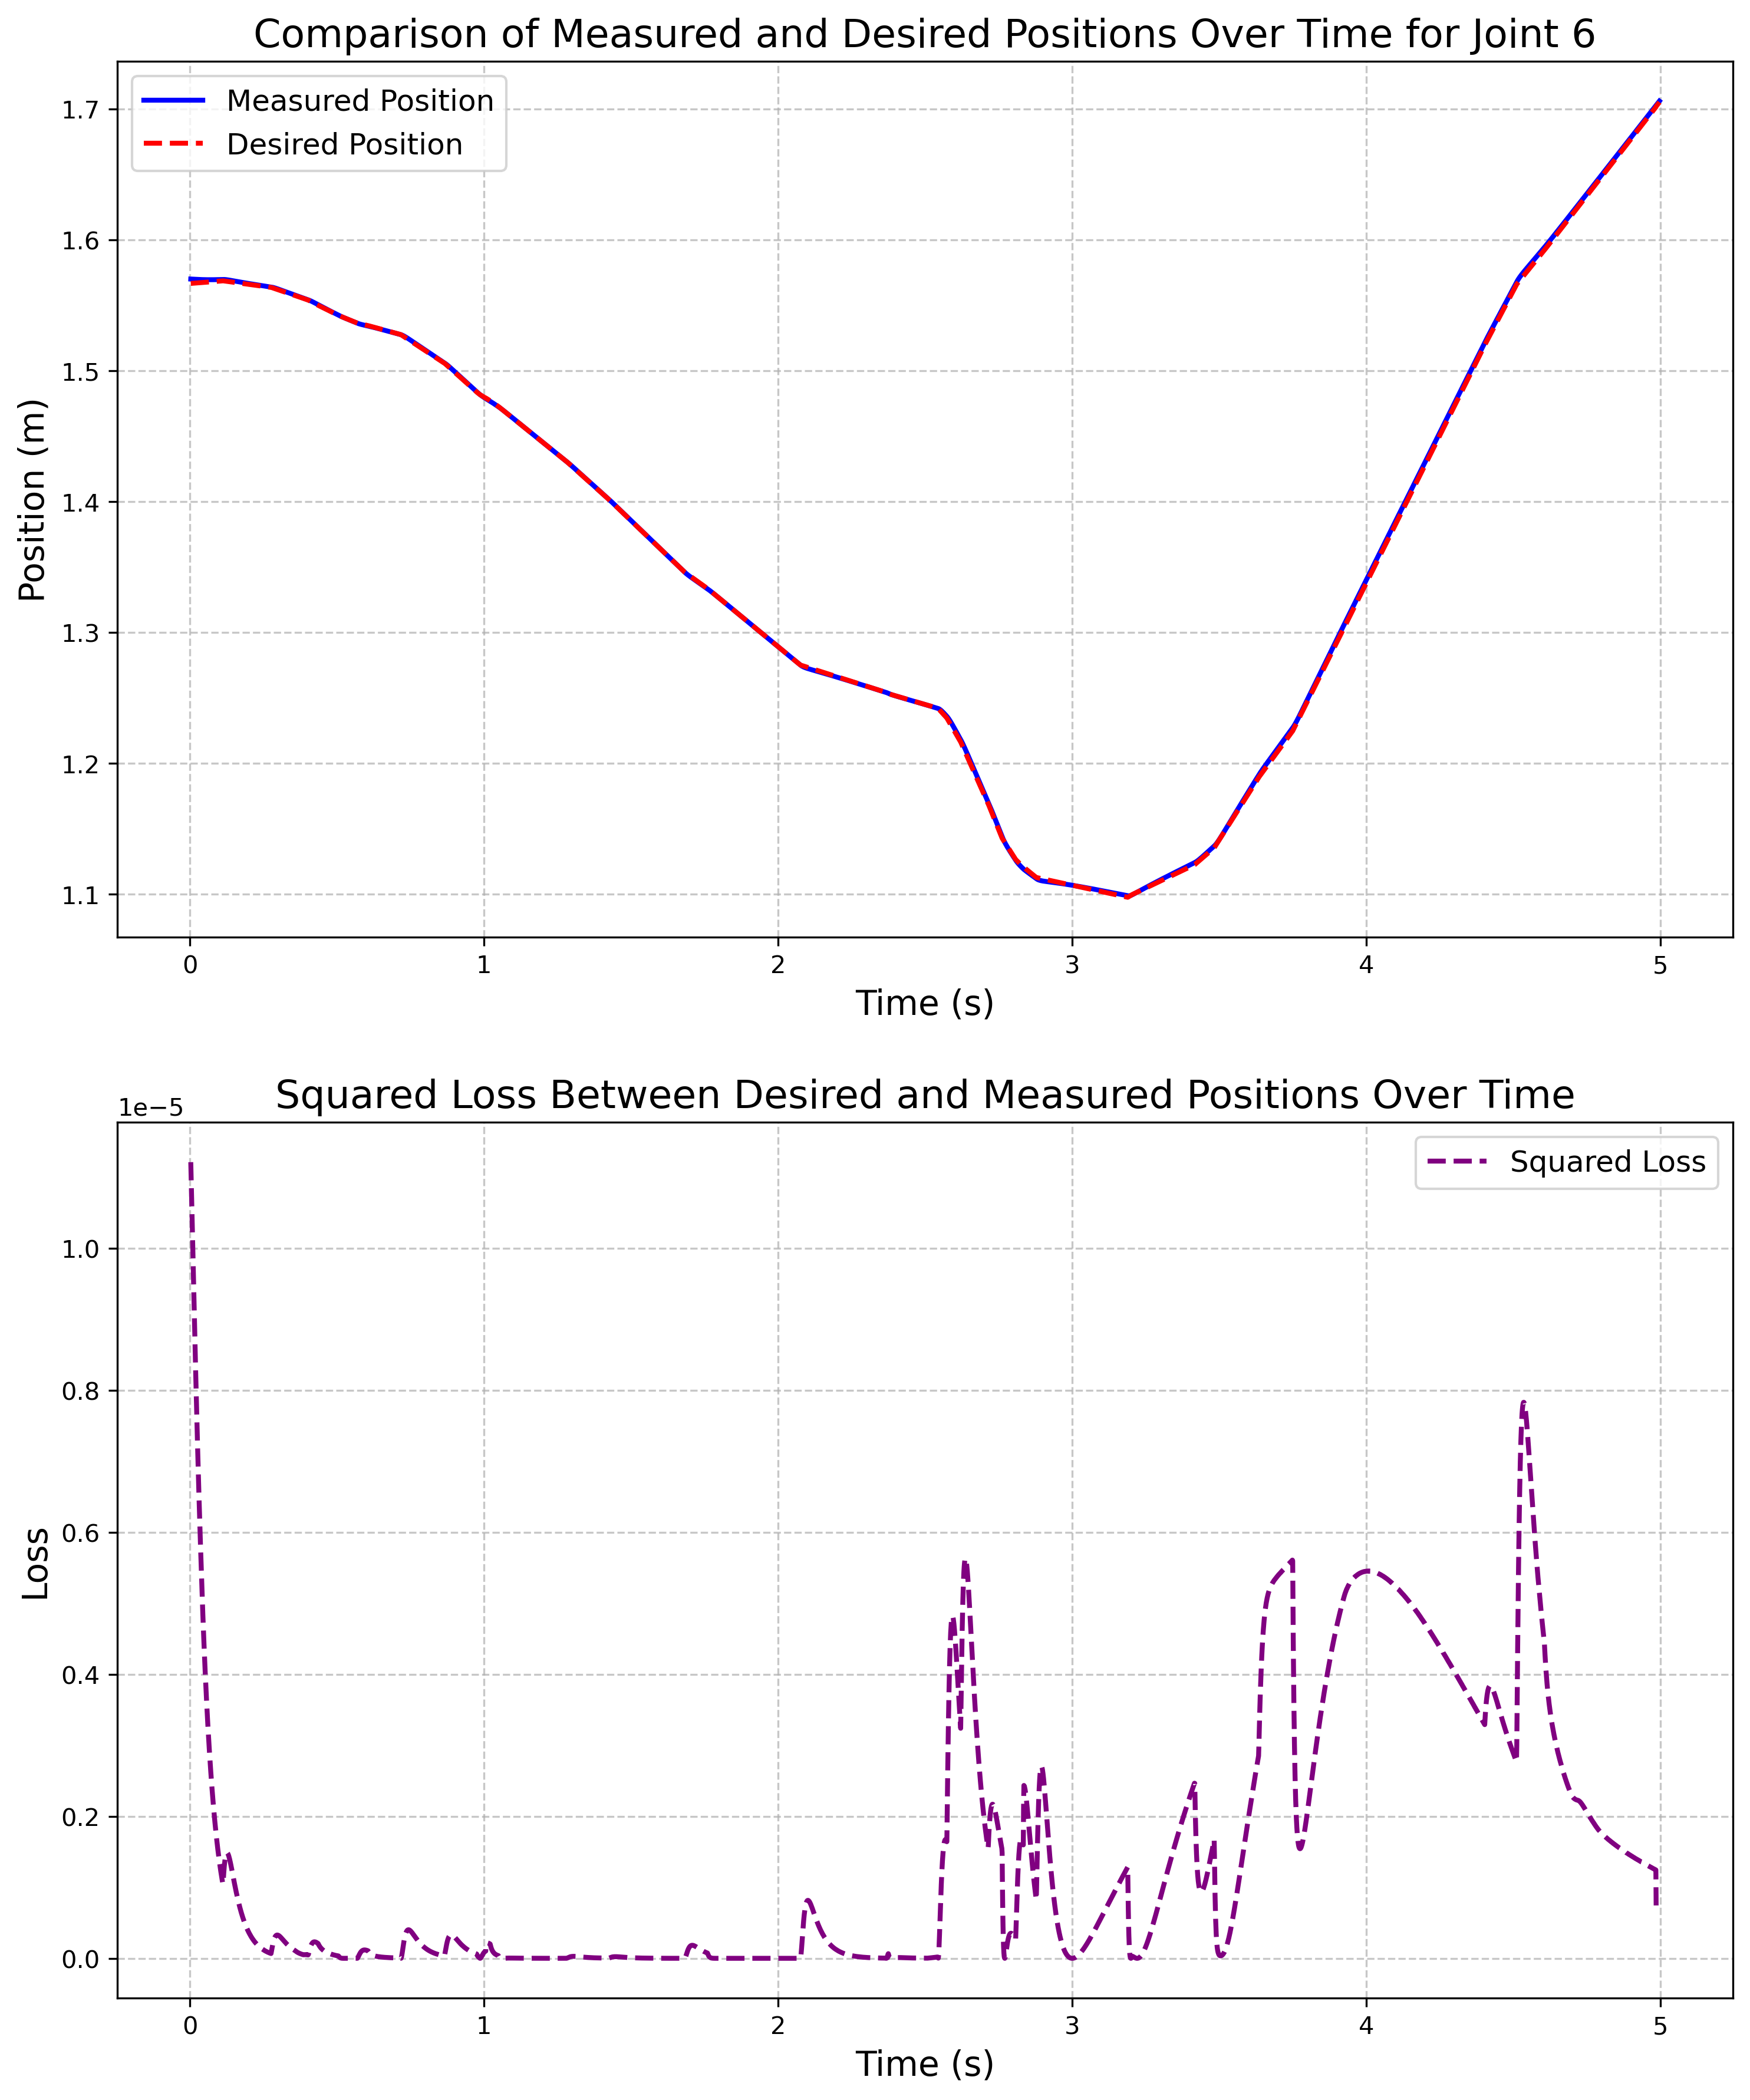 Comparison of Measured and Desired Positions Over Time for Joint 6
Measured Position
Desired Position
Position (m)
1.7
1.6
1.5
1.4
1.3
1.2
1.1
0 1 2 3 4 5
Time (s)
Squared Loss Between Desired and Measured Positions Over Time
1e−5
Squared Loss
Loss
1.0
0.8
0.6
0.4
0.2
0.0
0 1 2 3 4 5
Time (s)